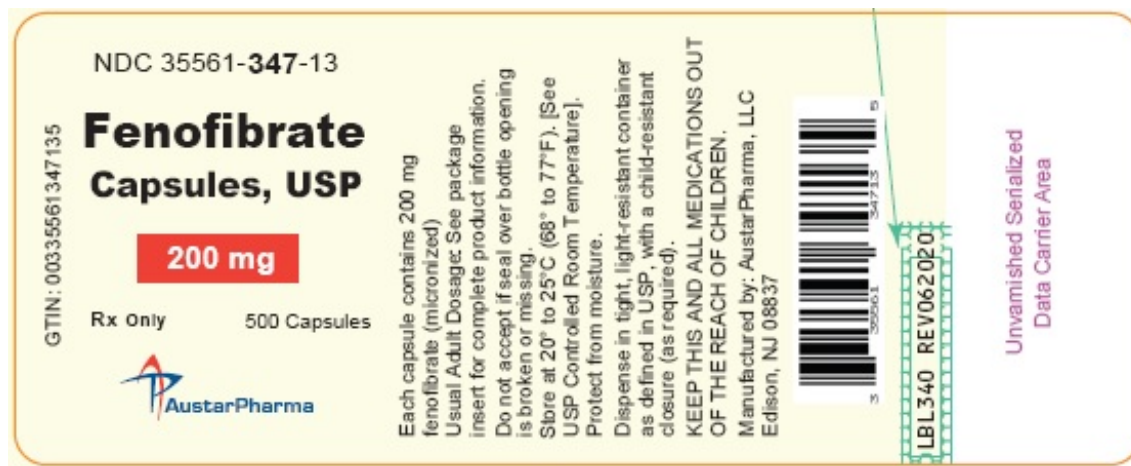 NDC 35561-347-13
Fenofibrate
Capsules, USP
200 mg
Rx Only 500 Capsules
AustarPharma
GTIN: 00335561347135
Each capsule contains 200 mg
fenofibrate (micronized)
Usual Adult Dosage: See package
insert for complete product information.
Do not accept if seal over bottle opening
is broken or missing.
Store at 20° to 25°C (68° to 77°F). [See
USP Controlled Room Temperature].
Protect from moisture.
Dispense in tight, light-resistant container
as defined in USP, with a child-resistant
closure (as required).
KEEP THIS AND ALL MEDICATIONS OUT
OF THE REACH OF CHILDREN.
Manufactured by: AustarPharma, LLC
Edison, NJ 08837
3 35561 34713 5
LBL340 REV062020
Unvarnished Serialized
Data Carrier Area